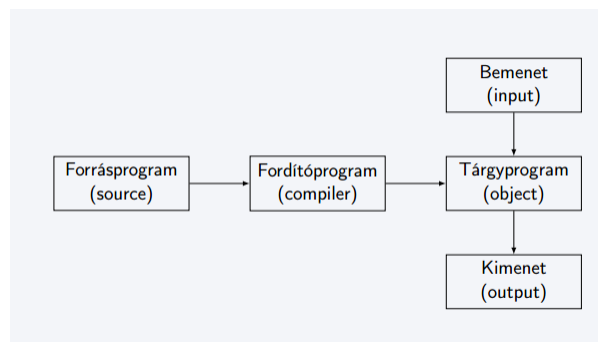 Bemenet
(input)
Forrásprogram
(source)
Fordítóprogram
(compiler)
Tárgyprogram
(object)
Kimenet
(output)